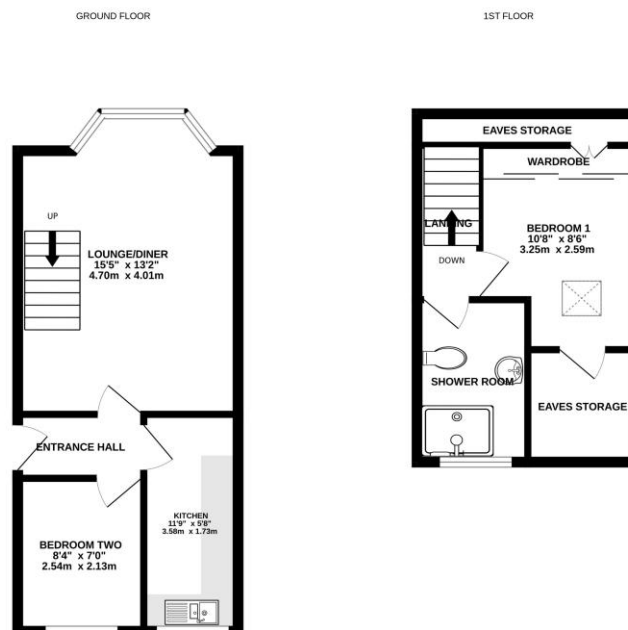 GROUND FLOOR
1ST FLOOR
UP
LOUNGE/DINER
15'5" x 13'2"
4.70m x 4.01m
ENTRANCE HALL
KITCHEN
11'9" x 5'8"
3.58m x 1.73m
BEDROOM TWO
8'4" x 7'0"
2.54m x 2.13m
EAVES STORAGE
WARDROBE
LANDING
BEDROOM 1
10'8" x 8'6"
3.25m x 2.59m
DOWN
SHOWER ROOM
EAVES STORAGE